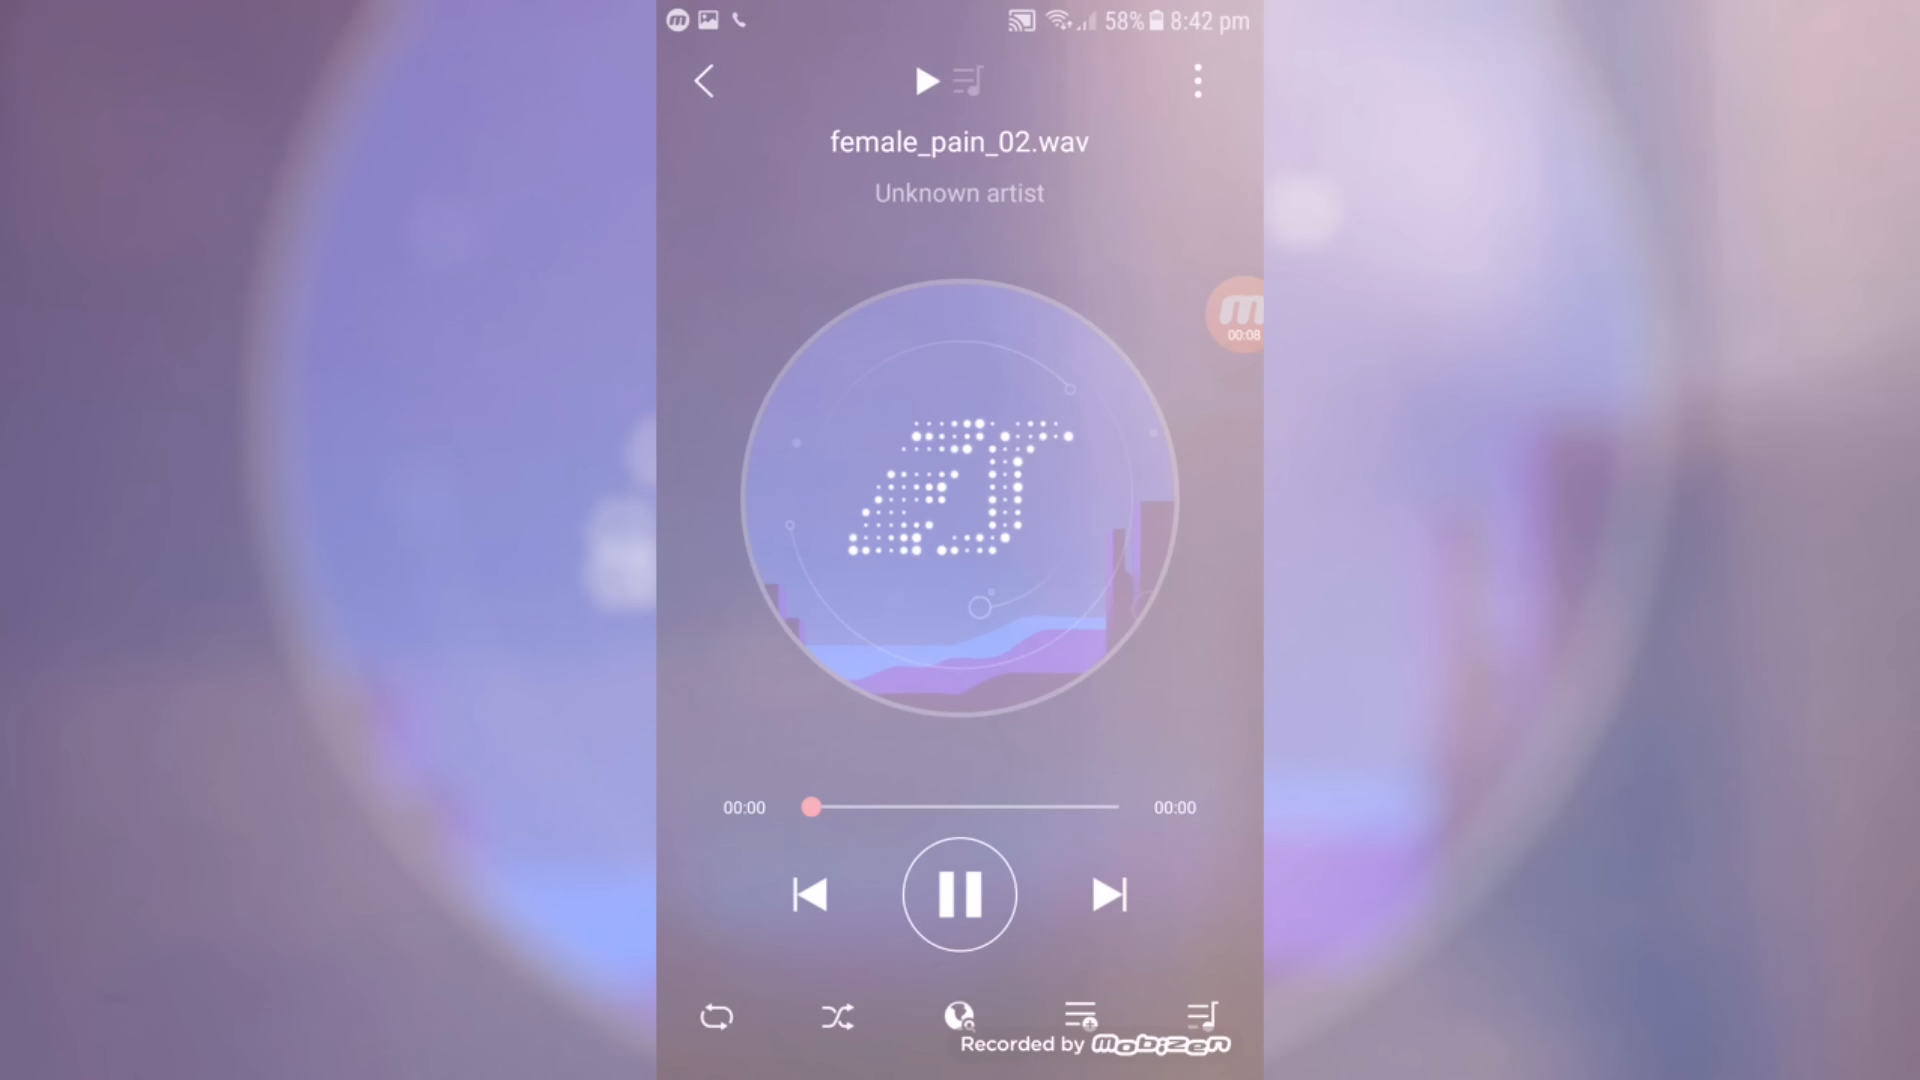 58% 8:42 pm
female_pain_02.wav
Unknown artist
m
00:08
00:00 00:00
Recorded by mobizen